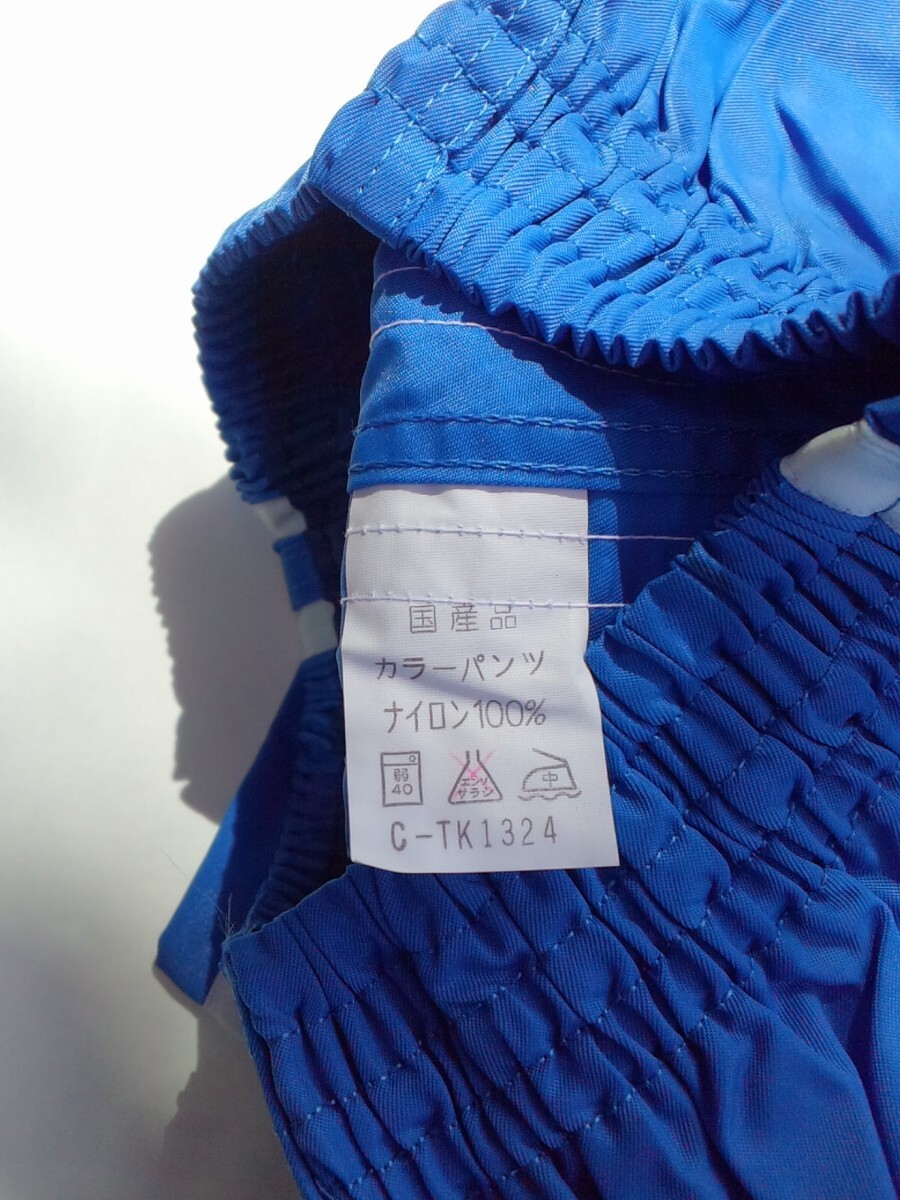 国産品
カラーパンツ
ナイロン100%
弱 40 エンソ サラシ 中
C-TK1324